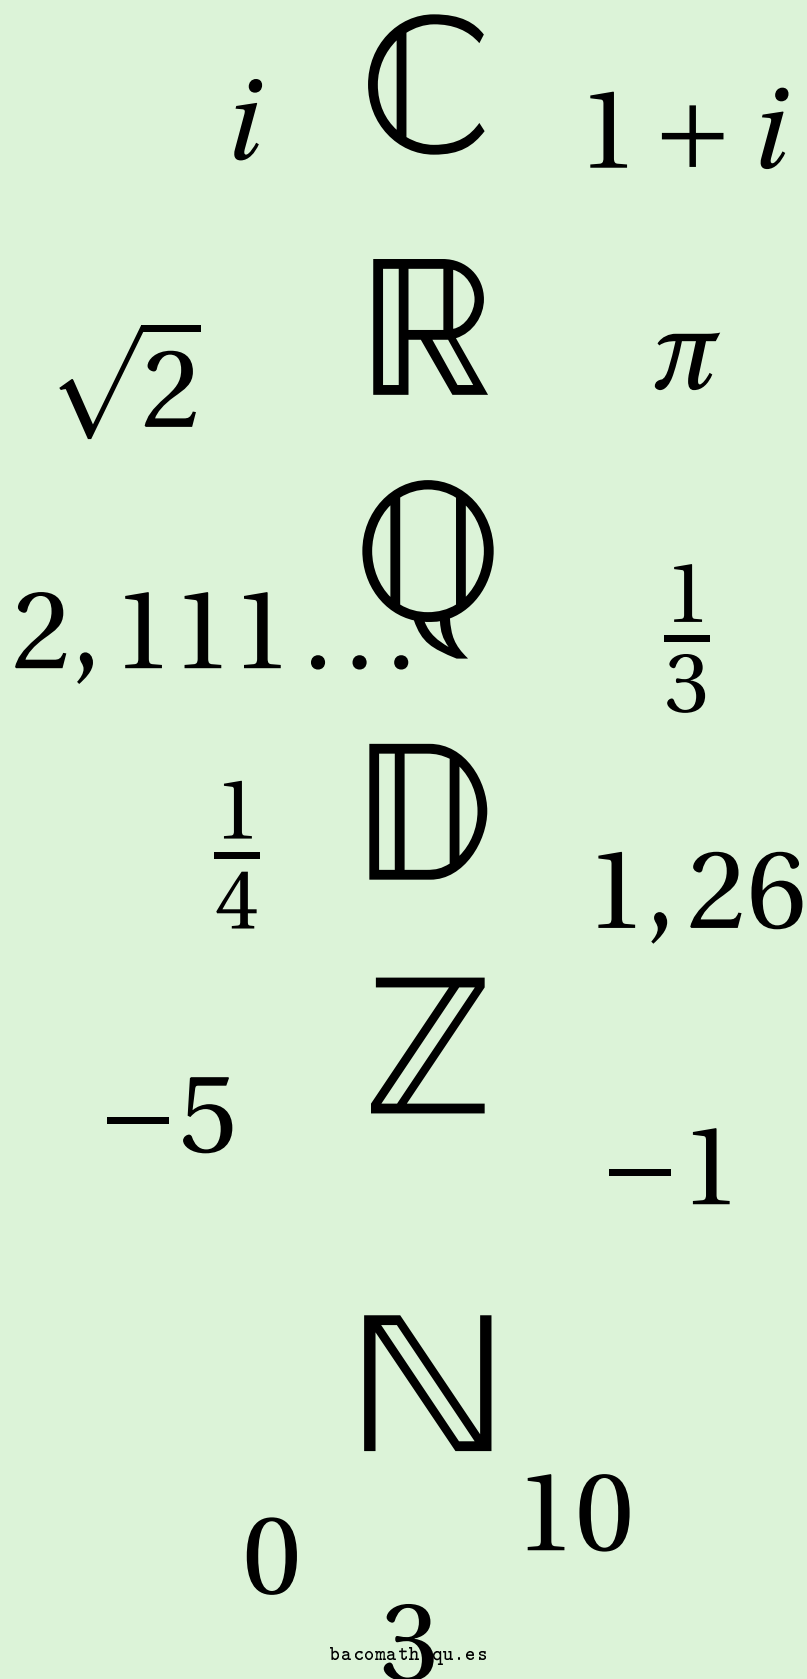 ℂ
i
1 + i
ℝ
√2
π
ℚ
2,111...
1/3
𝔻
1/4
1,26
ℤ
−5
−1
ℕ
10
0
3
bacomathiqu.es